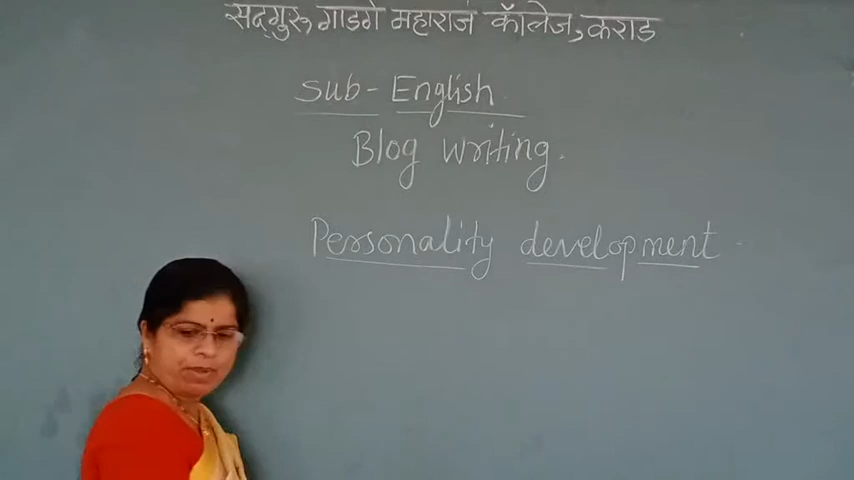 सद्गुरू गाडगे महाराज कॉलेज, कराड
Sub - English
Blog writing.
Personality development